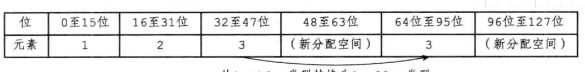 位 0至15位 16至31位 32至47位 48至63位 64位至95位 96位至127位
元素 1 2 3 （新分配空间） 3 （新分配空间）